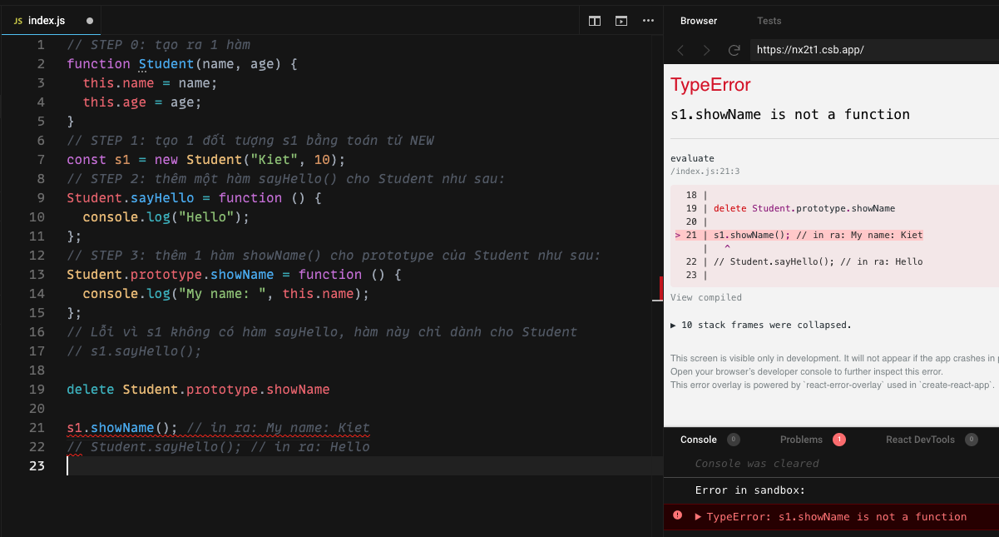 JS index.js
1 // STEP 0: tạo ra 1 hàm
2 function Student(name, age) {
3 this.name = name;
4 this.age = age;
5 }
6 // STEP 1: tạo 1 đối tượng s1 bằng toán tử NEW
7 const s1 = new Student("Kiet", 10);
8 // STEP 2: thêm một hàm sayHello() cho Student như sau:
9 Student.sayHello = function () {
10 console.log("Hello");
11 };
12 // STEP 3: thêm 1 hàm showName() cho prototype của Student như sau:
13 Student.prototype.showName = function () {
14 console.log("My name: ", this.name);
15 };
16 // Lỗi vì s1 không có hàm sayHello, hàm này chỉ dành cho Student
17 // s1.sayHello();
18
19 delete Student.prototype.showName
20
21 s1.showName(); // in ra: My name: Kiet
22 // Student.sayHello(); // in ra: Hello
23
Browser Tests
https://nx2t1.csb.app/
TypeError
s1.showName is not a function
evaluate
/index.js:21:3
18 |
19 | delete Student.prototype.showName
20 |
> 21 | s1.showName(); // in ra: My name: Kiet
| ^
22 | // Student.sayHello(); // in ra: Hello
23 |
View compiled
▶ 10 stack frames were collapsed.
This screen is visible only in development. It will not appear if the app crashes in
Open your browser's developer console to further inspect this error.
This error overlay is powered by `react-error-overlay` used in `create-react-app`.
Console 0 Problems 1 React DevTools 0
Console was cleared
Error in sandbox:
▶ TypeError: s1.showName is not a function